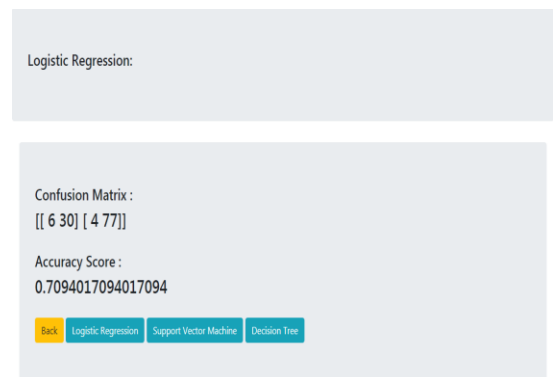 Logistic Regression:
Confusion Matrix :
[[ 6 30] [ 4 77]]
Accuracy Score :
0.7094017094017094
Back Logistic Regression Support Vector Machine Decision Tree